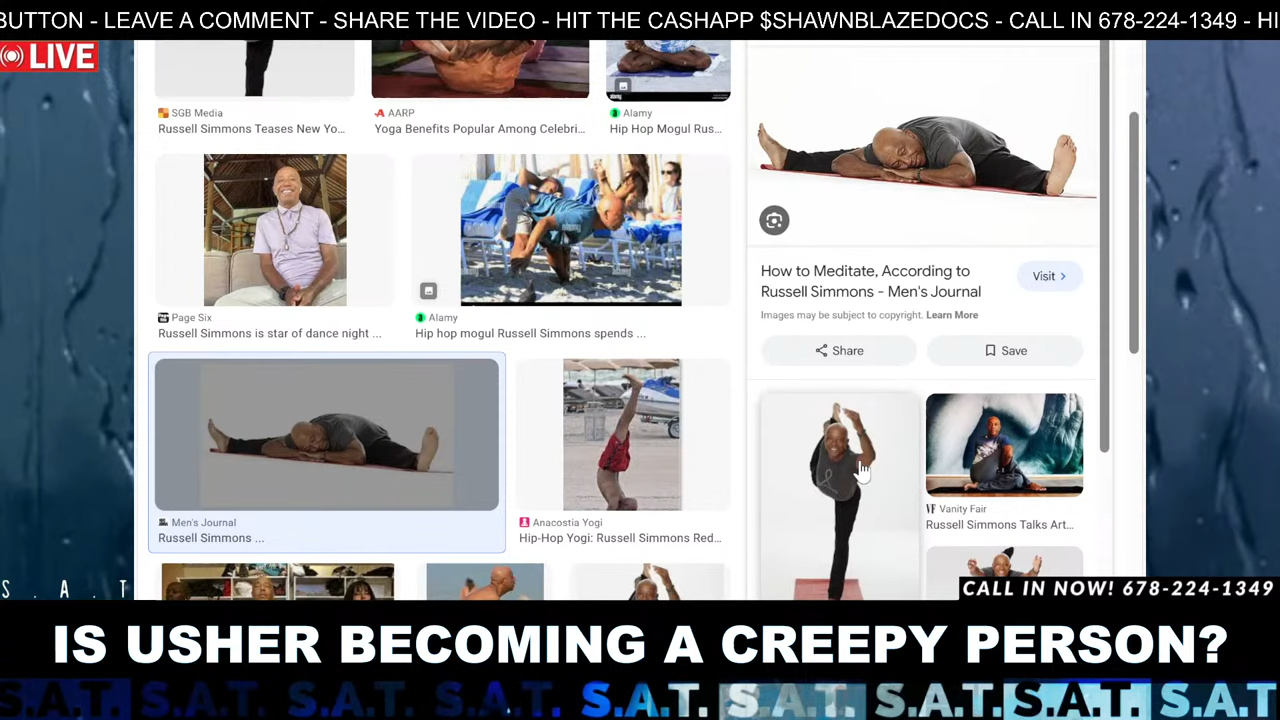 BUTTON - LEAVE A COMMENT - SHARE THE VIDEO - HIT THE CASHAPP $SHAWNBLAZEDOCS - CALL IN 678-224-1349 - HI
LIVE
SGB Media
Russell Simmons Teases New Yo...
AARP
Yoga Benefits Popular Among Celebri...
Alamy
Hip Hop Mogul Rus...
Page Six
Russell Simmons is star of dance night ...
Alamy
Hip hop mogul Russell Simmons spends ...
Men's Journal
Russell Simmons ...
Anacostia Yogi
Hip-Hop Yogi: Russell Simmons Red...
How to Meditate, According to
Russell Simmons - Men's Journal
Visit
Images may be subject to copyright. Learn More
Share
Save
Vanity Fair
Russell Simmons Talks Art...
S.A.T
CALL IN NOW! 678-224-1349
IS USHER BECOMING A CREEPY PERSON?
S.A.T. S.A.T. S.A.T. S.A.T. S.A.T. S.A.T. S.A.T. S.A.T. S.A.T